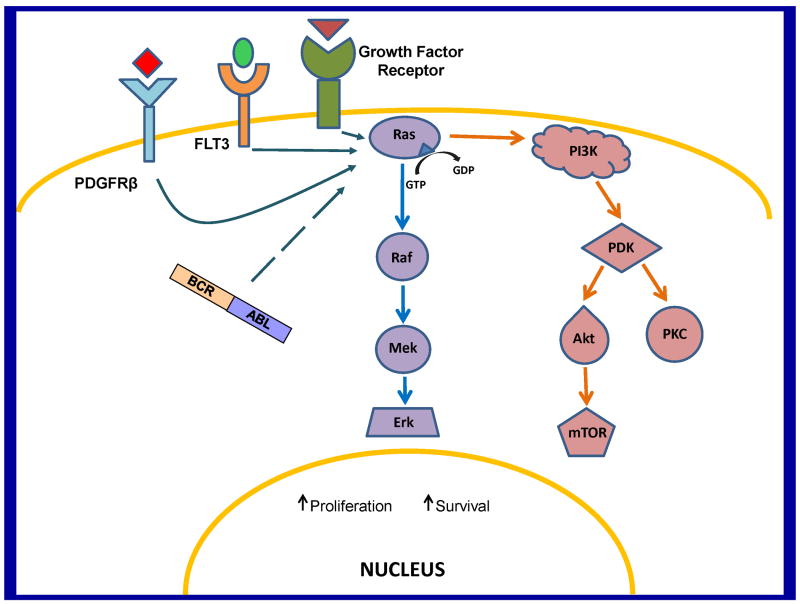 Growth Factor
Receptor
FLT3
PDGFRβ
Ras
GTP
GDP
PI3K
BCR
ABL
Raf
PDK
Mek
Akt
PKC
Erk
mTOR
↑Proliferation
↑Survival
NUCLEUS